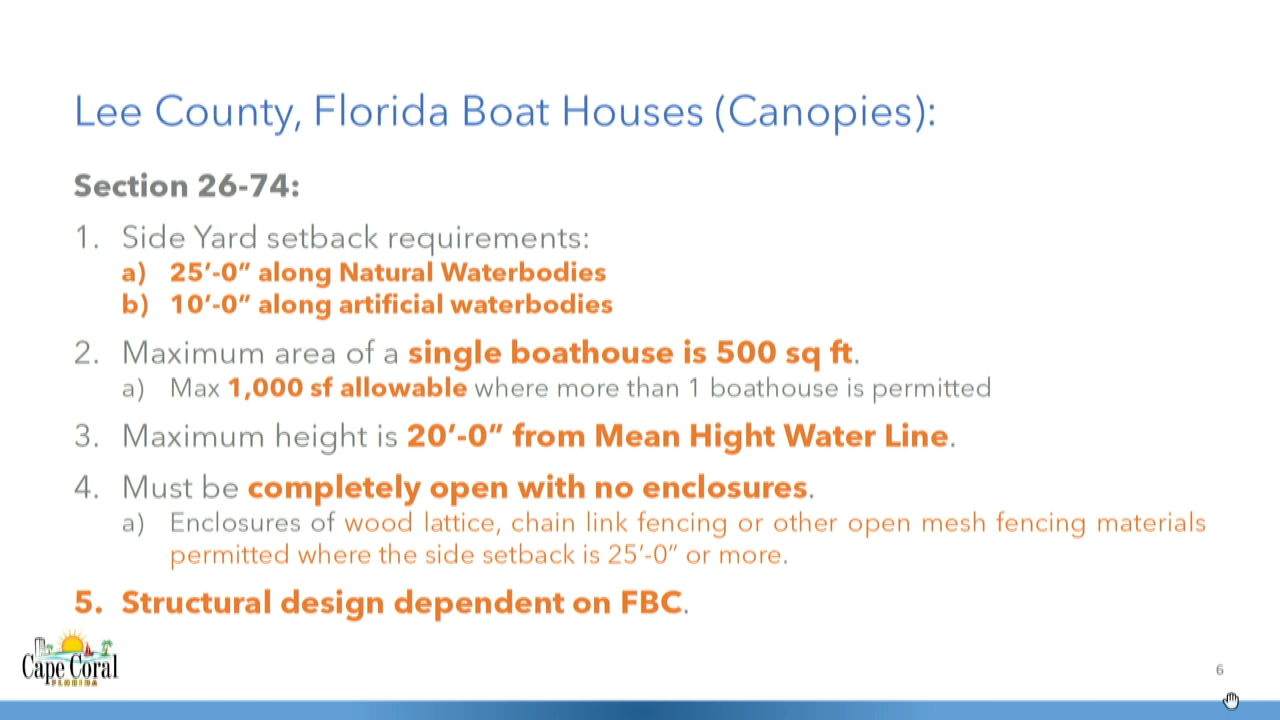 Lee County, Florida Boat Houses (Canopies):
Section 26-74:
1. Side Yard setback requirements:
a) 25'-0" along Natural Waterbodies
b) 10'-0" along artificial waterbodies
2. Maximum area of a single boathouse is 500 sq ft.
a) Max 1,000 sf allowable where more than 1 boathouse is permitted
3. Maximum height is 20'-0" from Mean Hight Water Line.
4. Must be completely open with no enclosures.
a) Enclosures of wood lattice, chain link fencing or other open mesh fencing materials
permitted where the side setback is 25'-0" or more.
5. Structural design dependent on FBC.
Cape Coral
FLORIDA
6